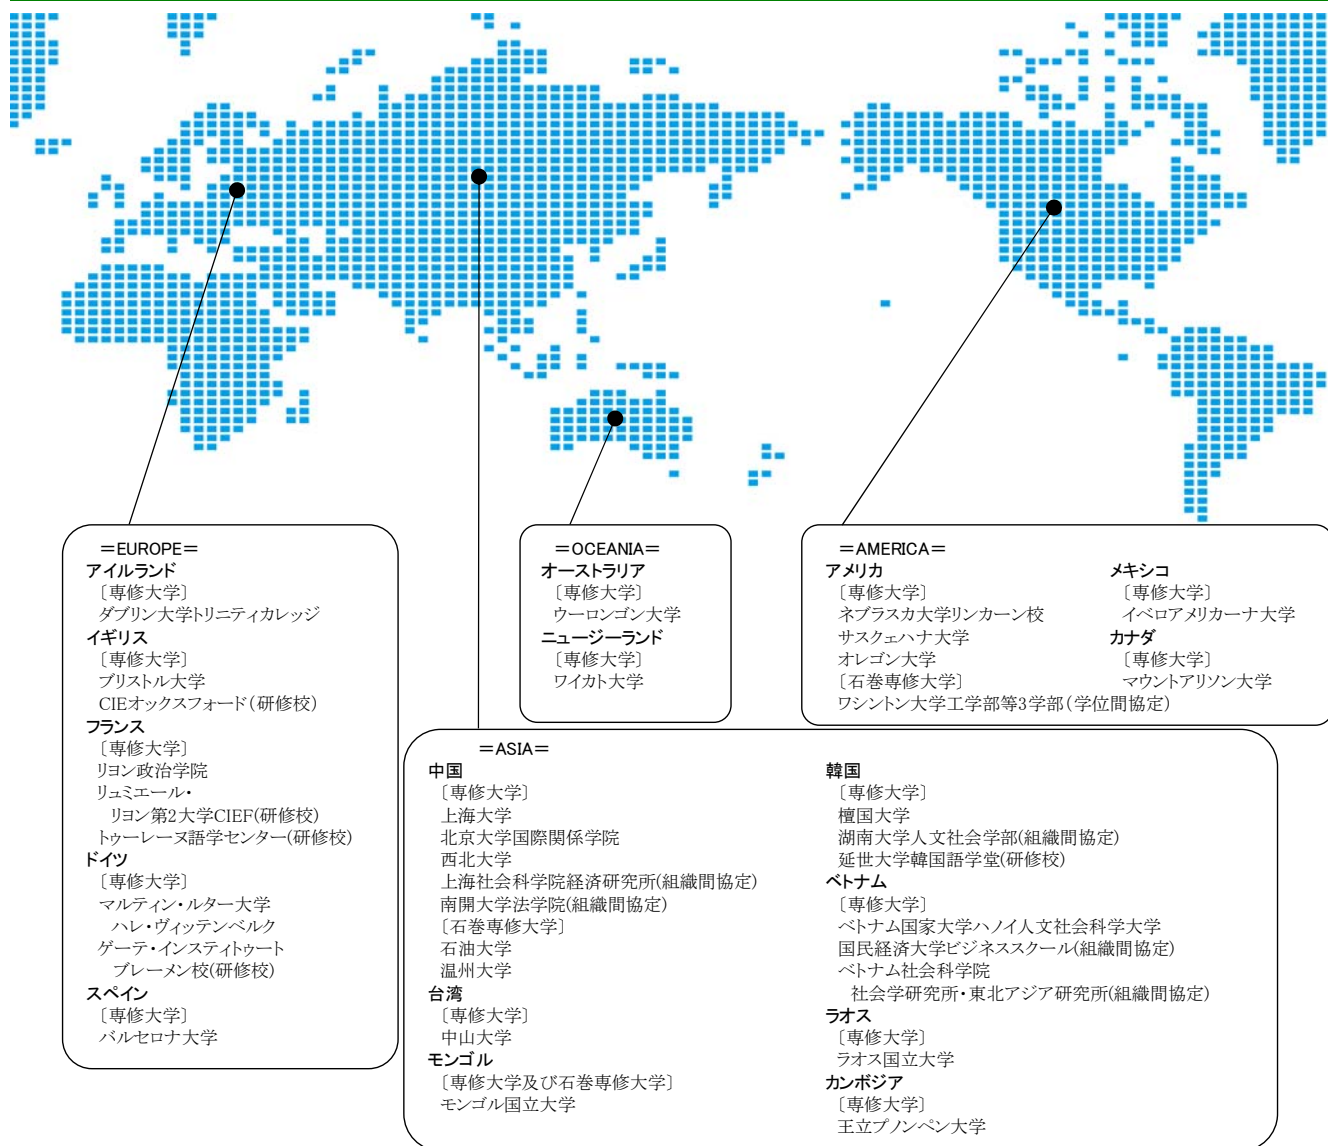 ＝EUROPE＝
アイルランド
〔専修大学〕
ダブリン大学トリニティカレッジ
イギリス
〔専修大学〕
ブリストル大学
CIEオックスフォード（研修校）
フランス
〔専修大学〕
リヨン政治学院
リュミエール・
リヨン第2大学CIEF(研修校)
トゥーレーヌ語学センター(研修校)
ドイツ
〔専修大学〕
マルティン・ルター大学
ハレ・ヴィッテンベルク
ゲーテ・インスティトゥート
ブレーメン校(研修校)
スペイン
〔専修大学〕
バルセロナ大学
＝OCEANIA＝
オーストラリア
〔専修大学〕
ウーロンゴン大学
ニュージーランド
〔専修大学〕
ワイカト大学
＝AMERICA＝
アメリカ
〔専修大学〕
ネブラスカ大学リンカーン校
サスクェハナ大学
オレゴン大学
〔石巻専修大学〕
ワシントン大学工学部等3学部（学位間協定）
メキシコ
〔専修大学〕
イベロアメリカーナ大学
カナダ
〔専修大学〕
マウントアリソン大学
＝ASIA＝
中国
〔専修大学〕
上海大学
北京大学国際関係学院
西北大学
上海社会科学院経済研究所(組織間協定)
南開大学法学院(組織間協定)
〔石巻専修大学〕
石油大学
温州大学
台湾
〔専修大学〕
中山大学
モンゴル
〔専修大学及び石巻専修大学〕
モンゴル国立大学
韓国
〔専修大学〕
檀国大学
湖南大学人文社会学部(組織間協定)
延世大学韓国語学堂(研修校)
ベトナム
〔専修大学〕
ベトナム国家大学ハノイ人文社会科学大学
国民経済大学ビジネススクール(組織間協定)
ベトナム社会科学院
社会学研究所・東北アジア研究所(組織間協定)
ラオス
〔専修大学〕
ラオス国立大学
カンボジア
〔専修大学〕
王立プノンペン大学